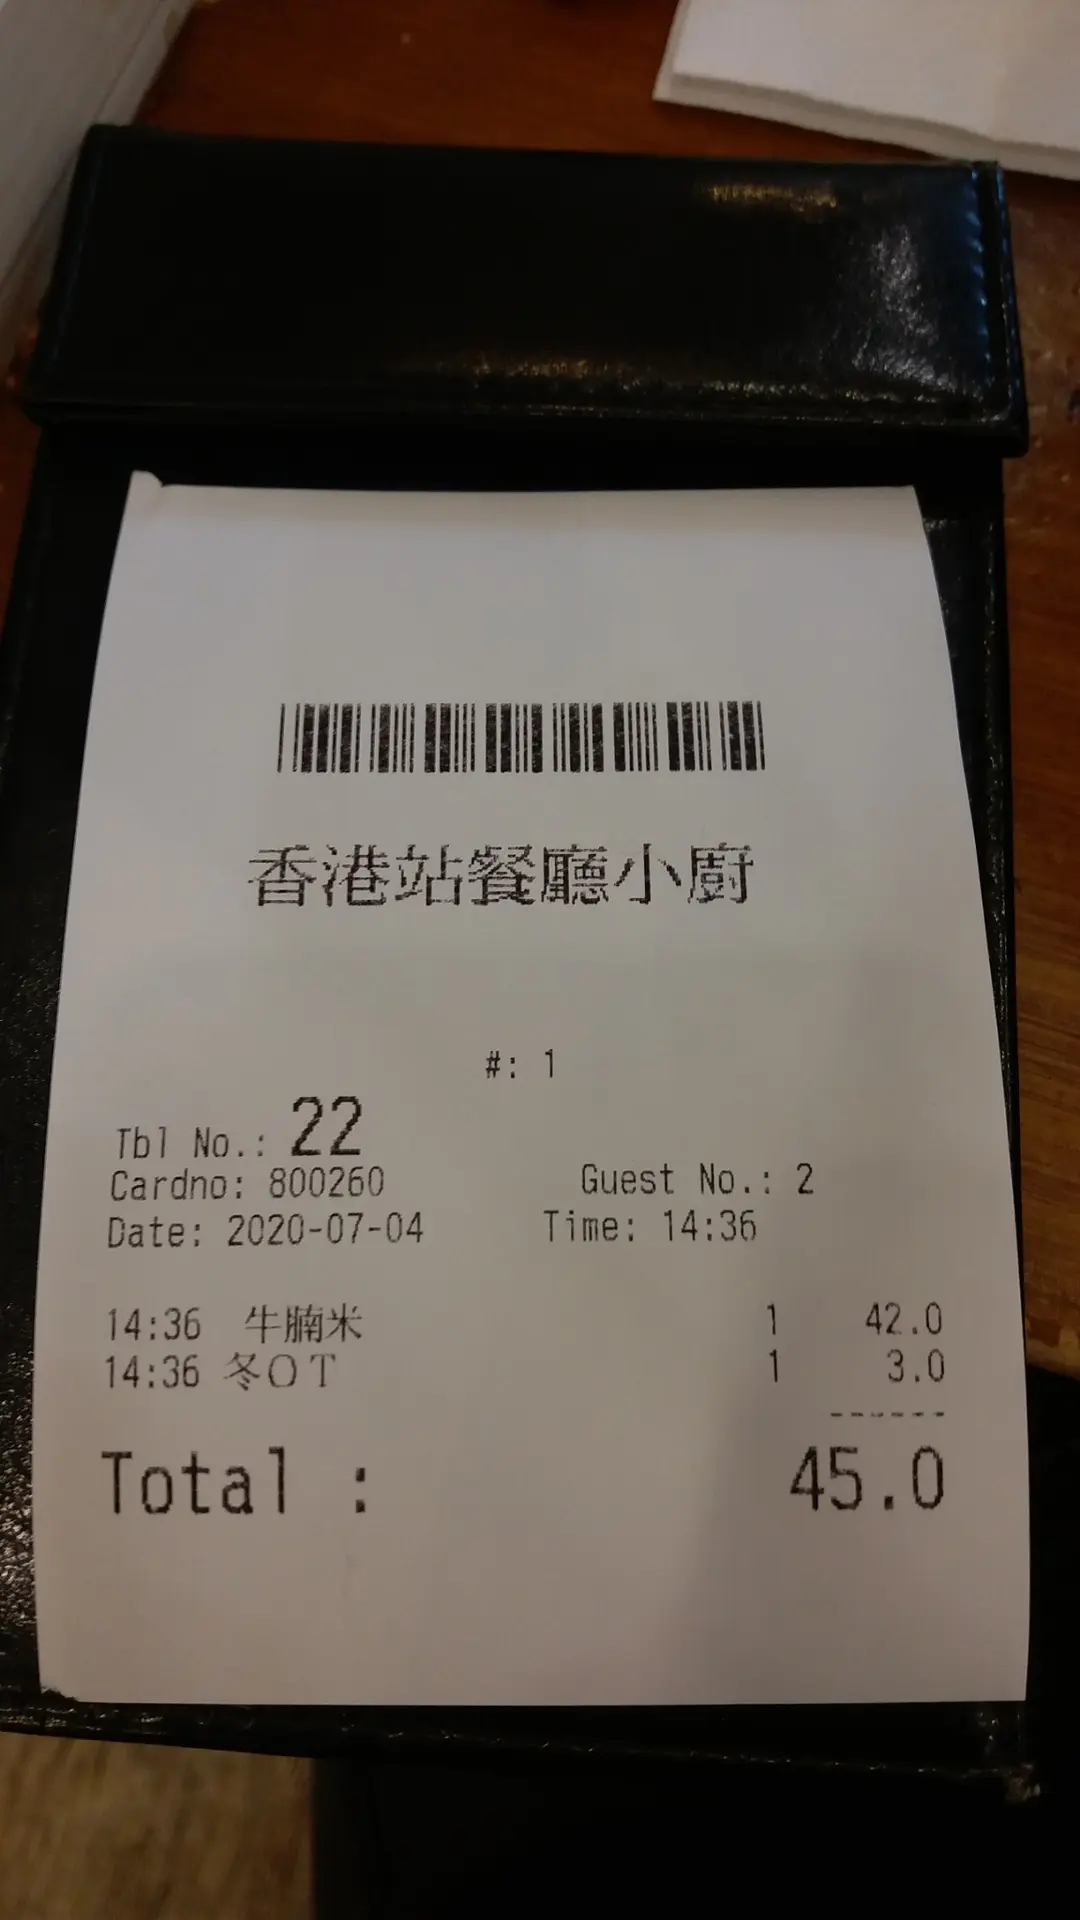 香港站餐廳小廚
#: 1
Tbl No.: 22
Cardno: 800260 Guest No.: 2
Date: 2020-07-04 Time: 14:36
14:36 牛腩米 1 42.0
14:36 冬OT 1 3.0
------
Total : 45.0